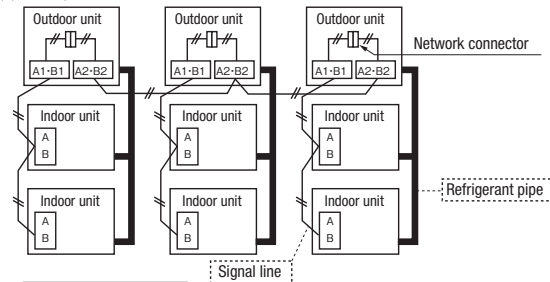 Outdoor unit Outdoor unit Outdoor unit
Network connector
A1·B1 A2·B2 A1·B1 A2·B2 A1·B1 A2·B2
Indoor unit Indoor unit Indoor unit
A A A
B B B
Indoor unit Indoor unit Indoor unit
Refrigerant pipe
A A A
B B B
Signal line